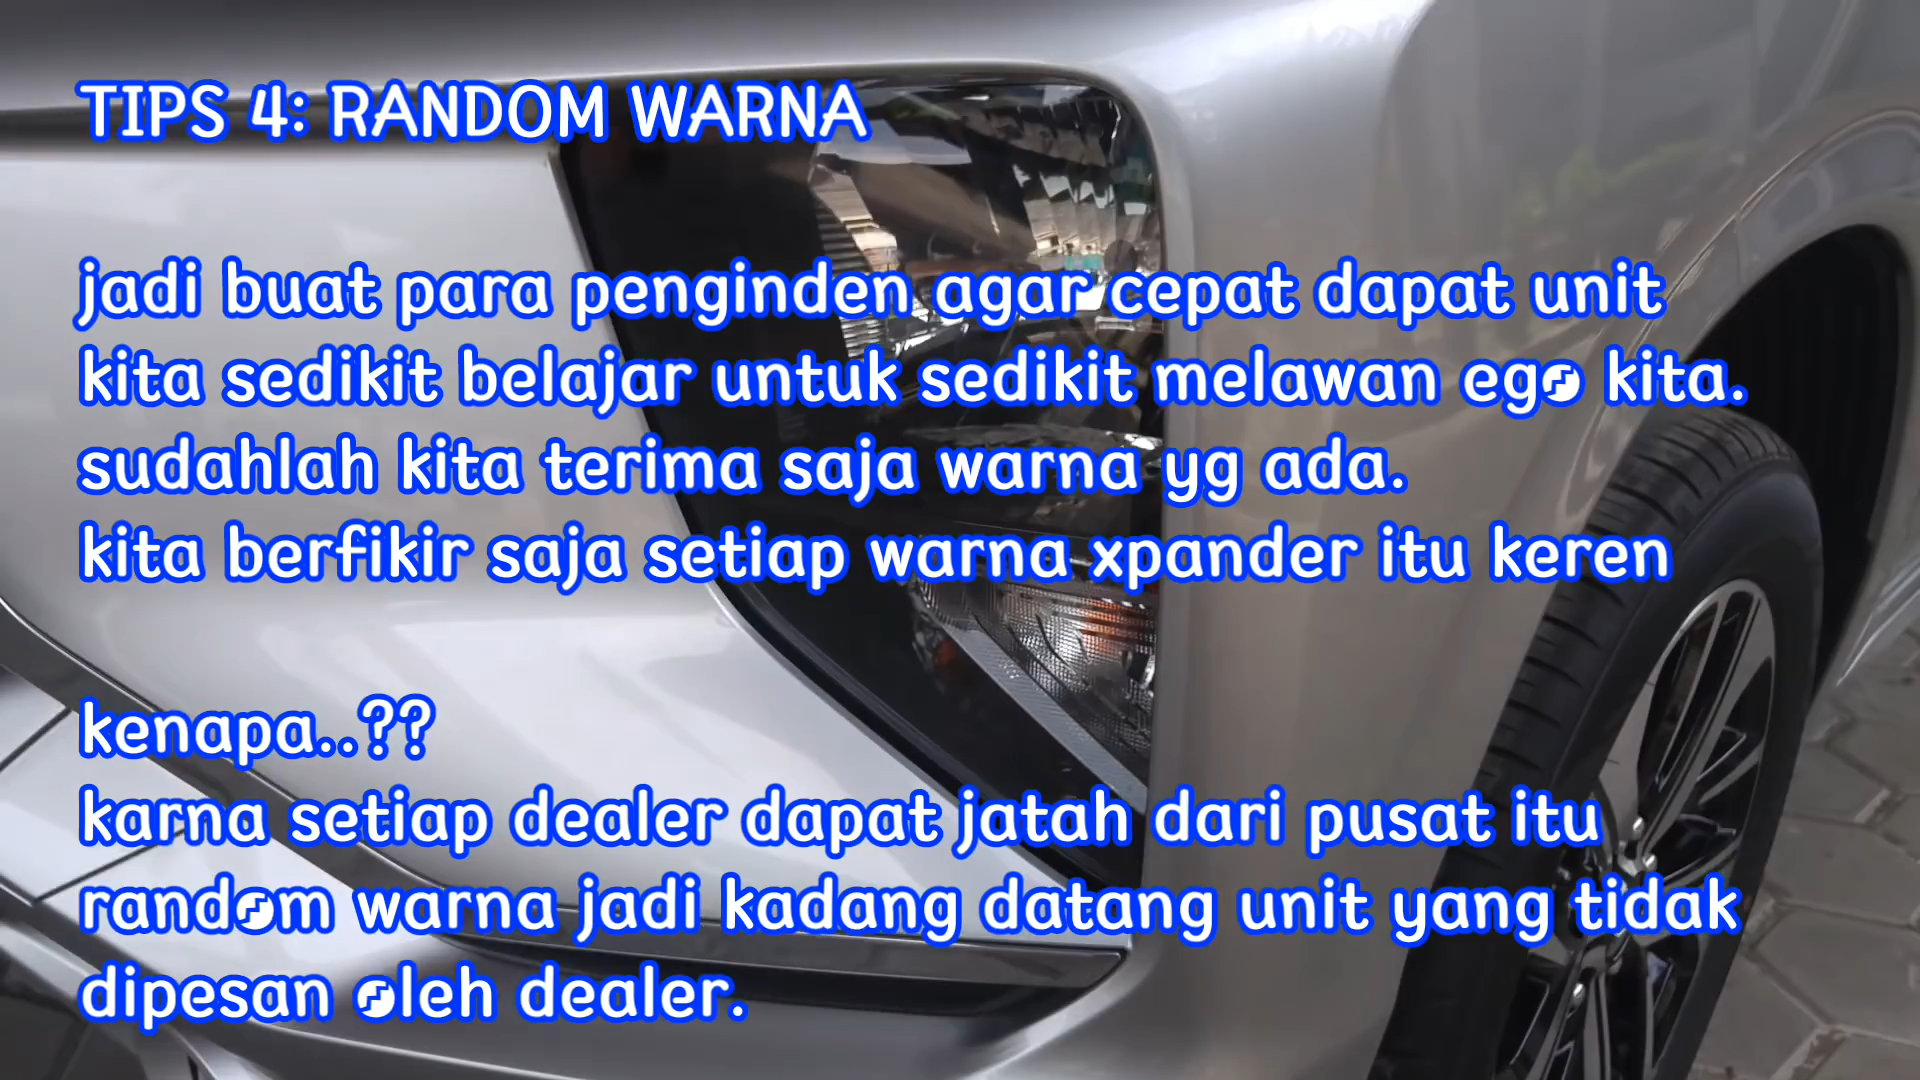 TIPS 4: RANDOM WARNA
jadi buat para penginden agar cepat dapat unit
kita sedikit belajar untuk sedikit melawan ego kita.
sudahlah kita terima saja warna yg ada.
kita berfikir saja setiap warna xpander itu keren
kenapa..??
karna setiap dealer dapat jatah dari pusat itu
random warna jadi kadang datang unit yang tidak
dipesan oleh dealer.